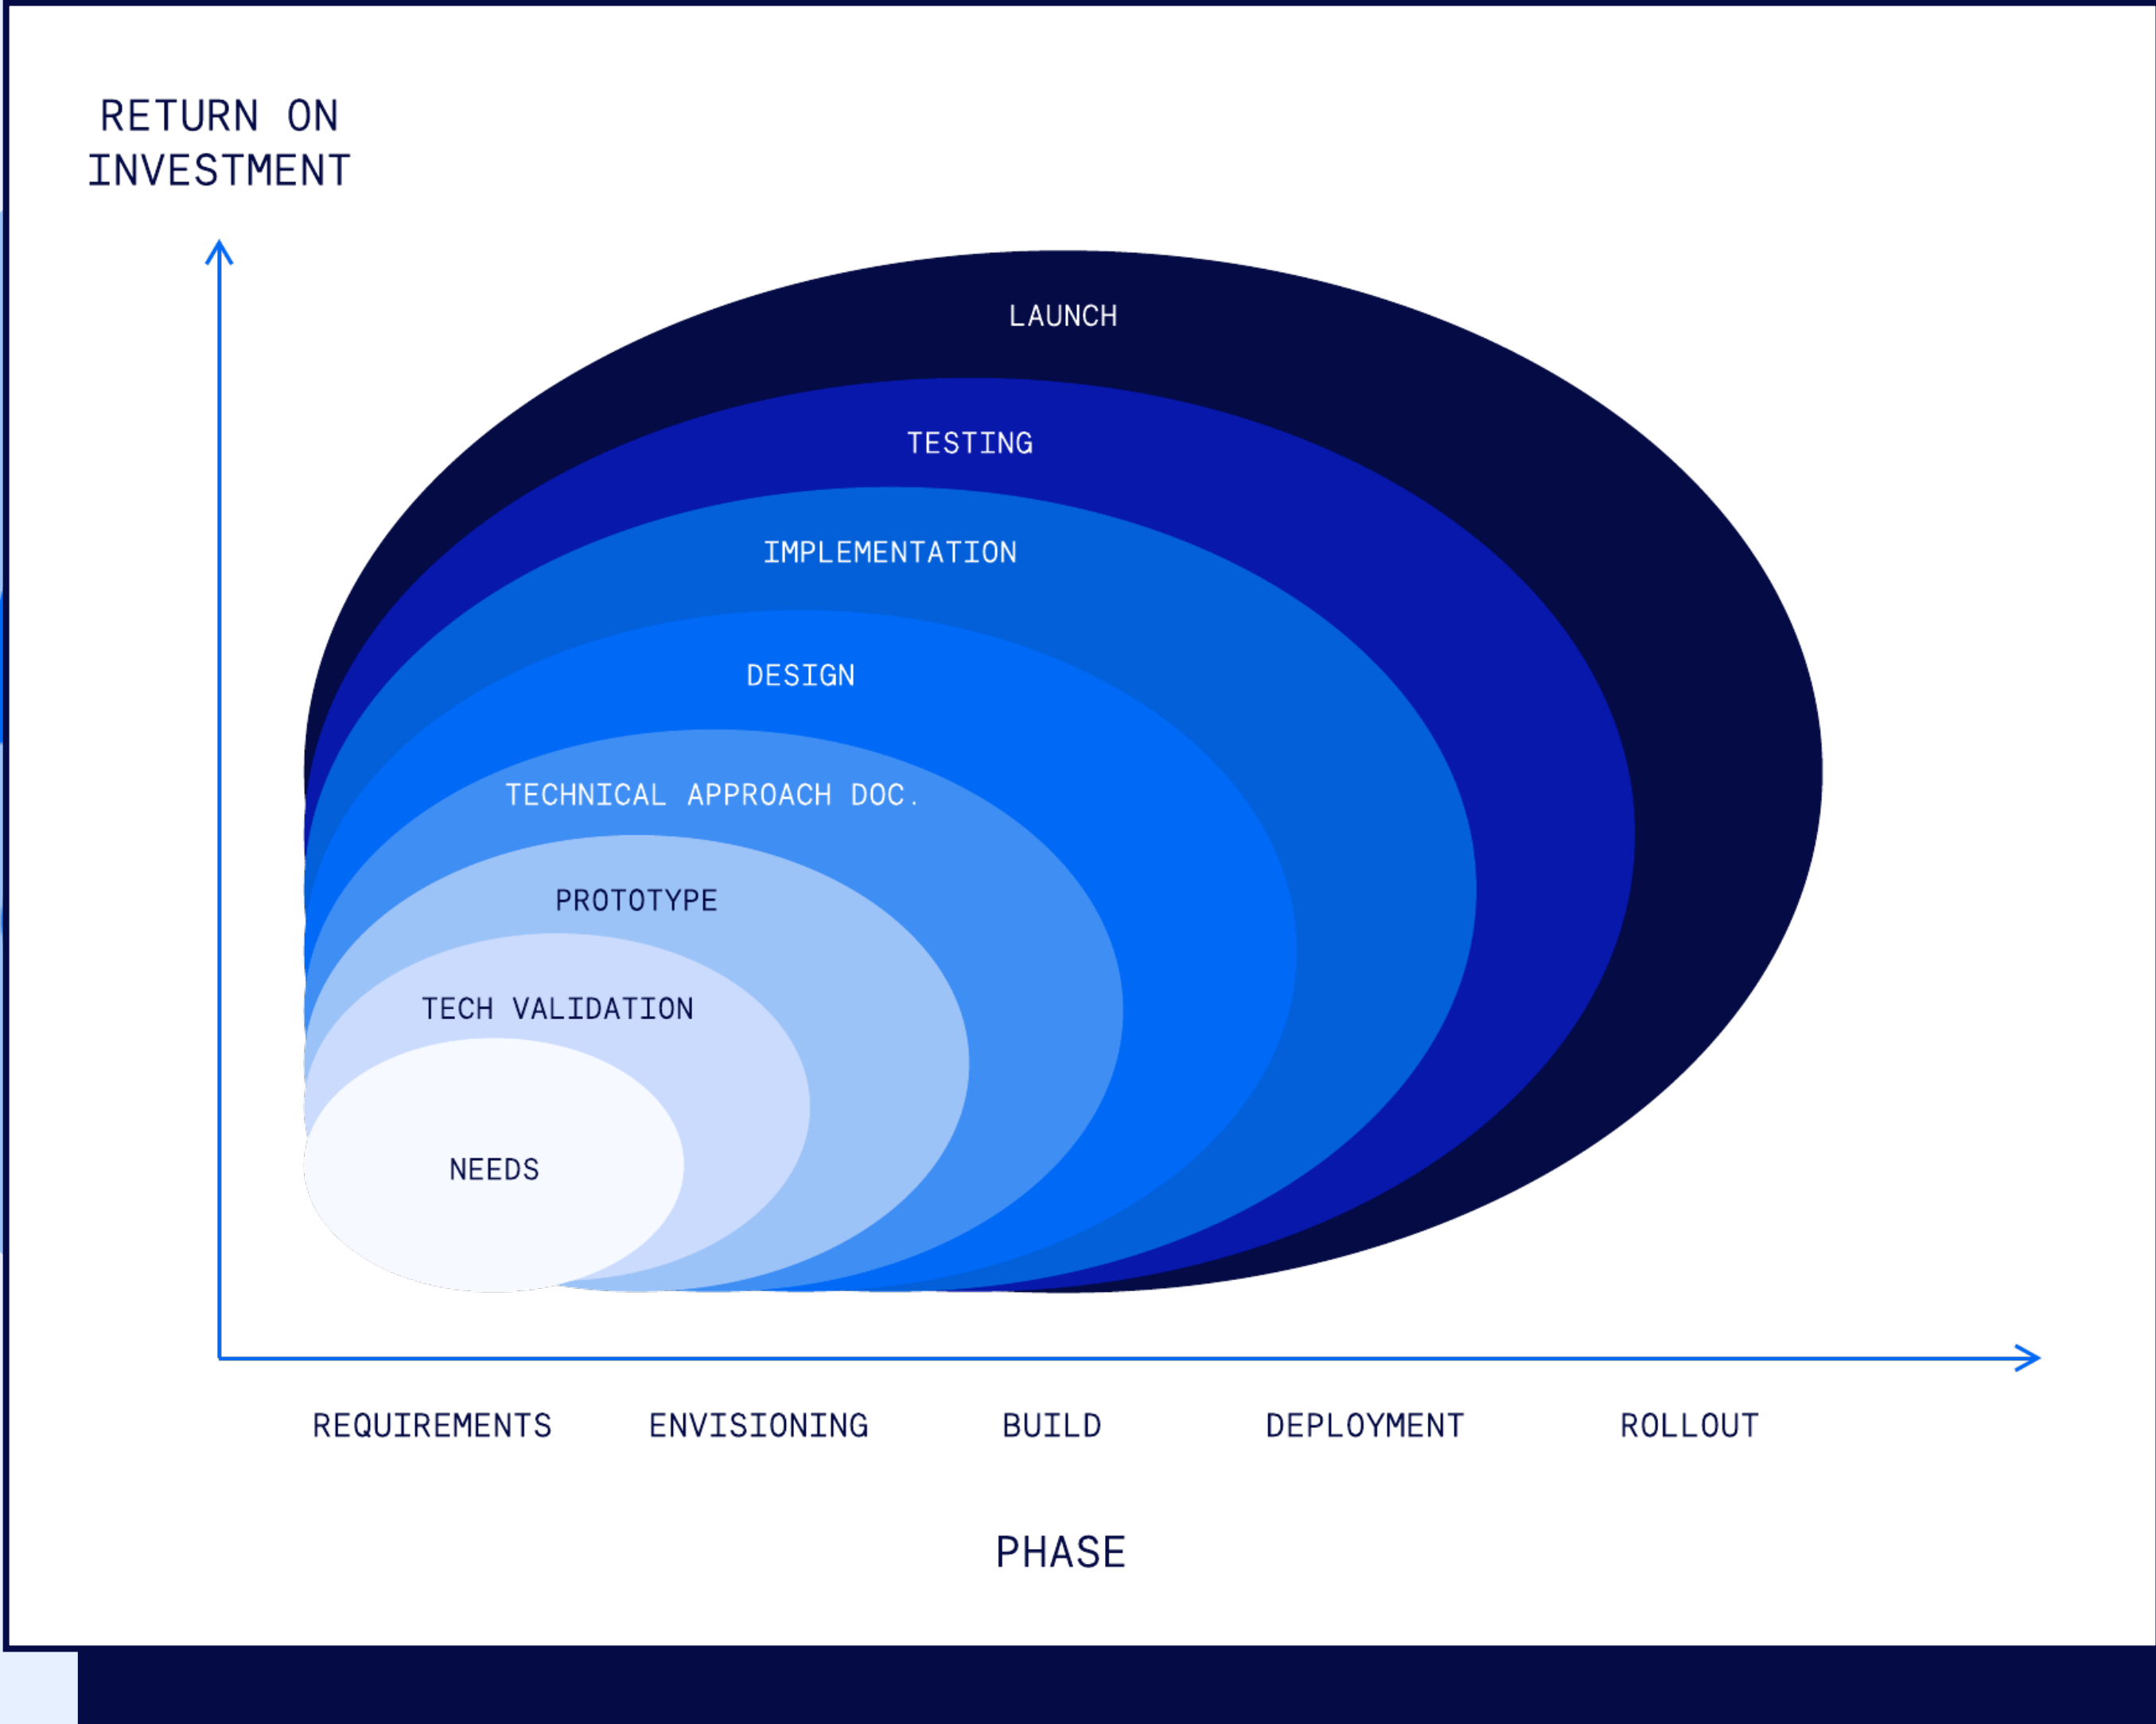 RETURN ON
INVESTMENT
LAUNCH
TESTING
IMPLEMENTATION
DESIGN
TECHNICAL APPROACH DOC.
PROTOTYPE
TECH VALIDATION
NEEDS
REQUIREMENTS ENVISIONING BUILD DEPLOYMENT ROLLOUT
PHASE